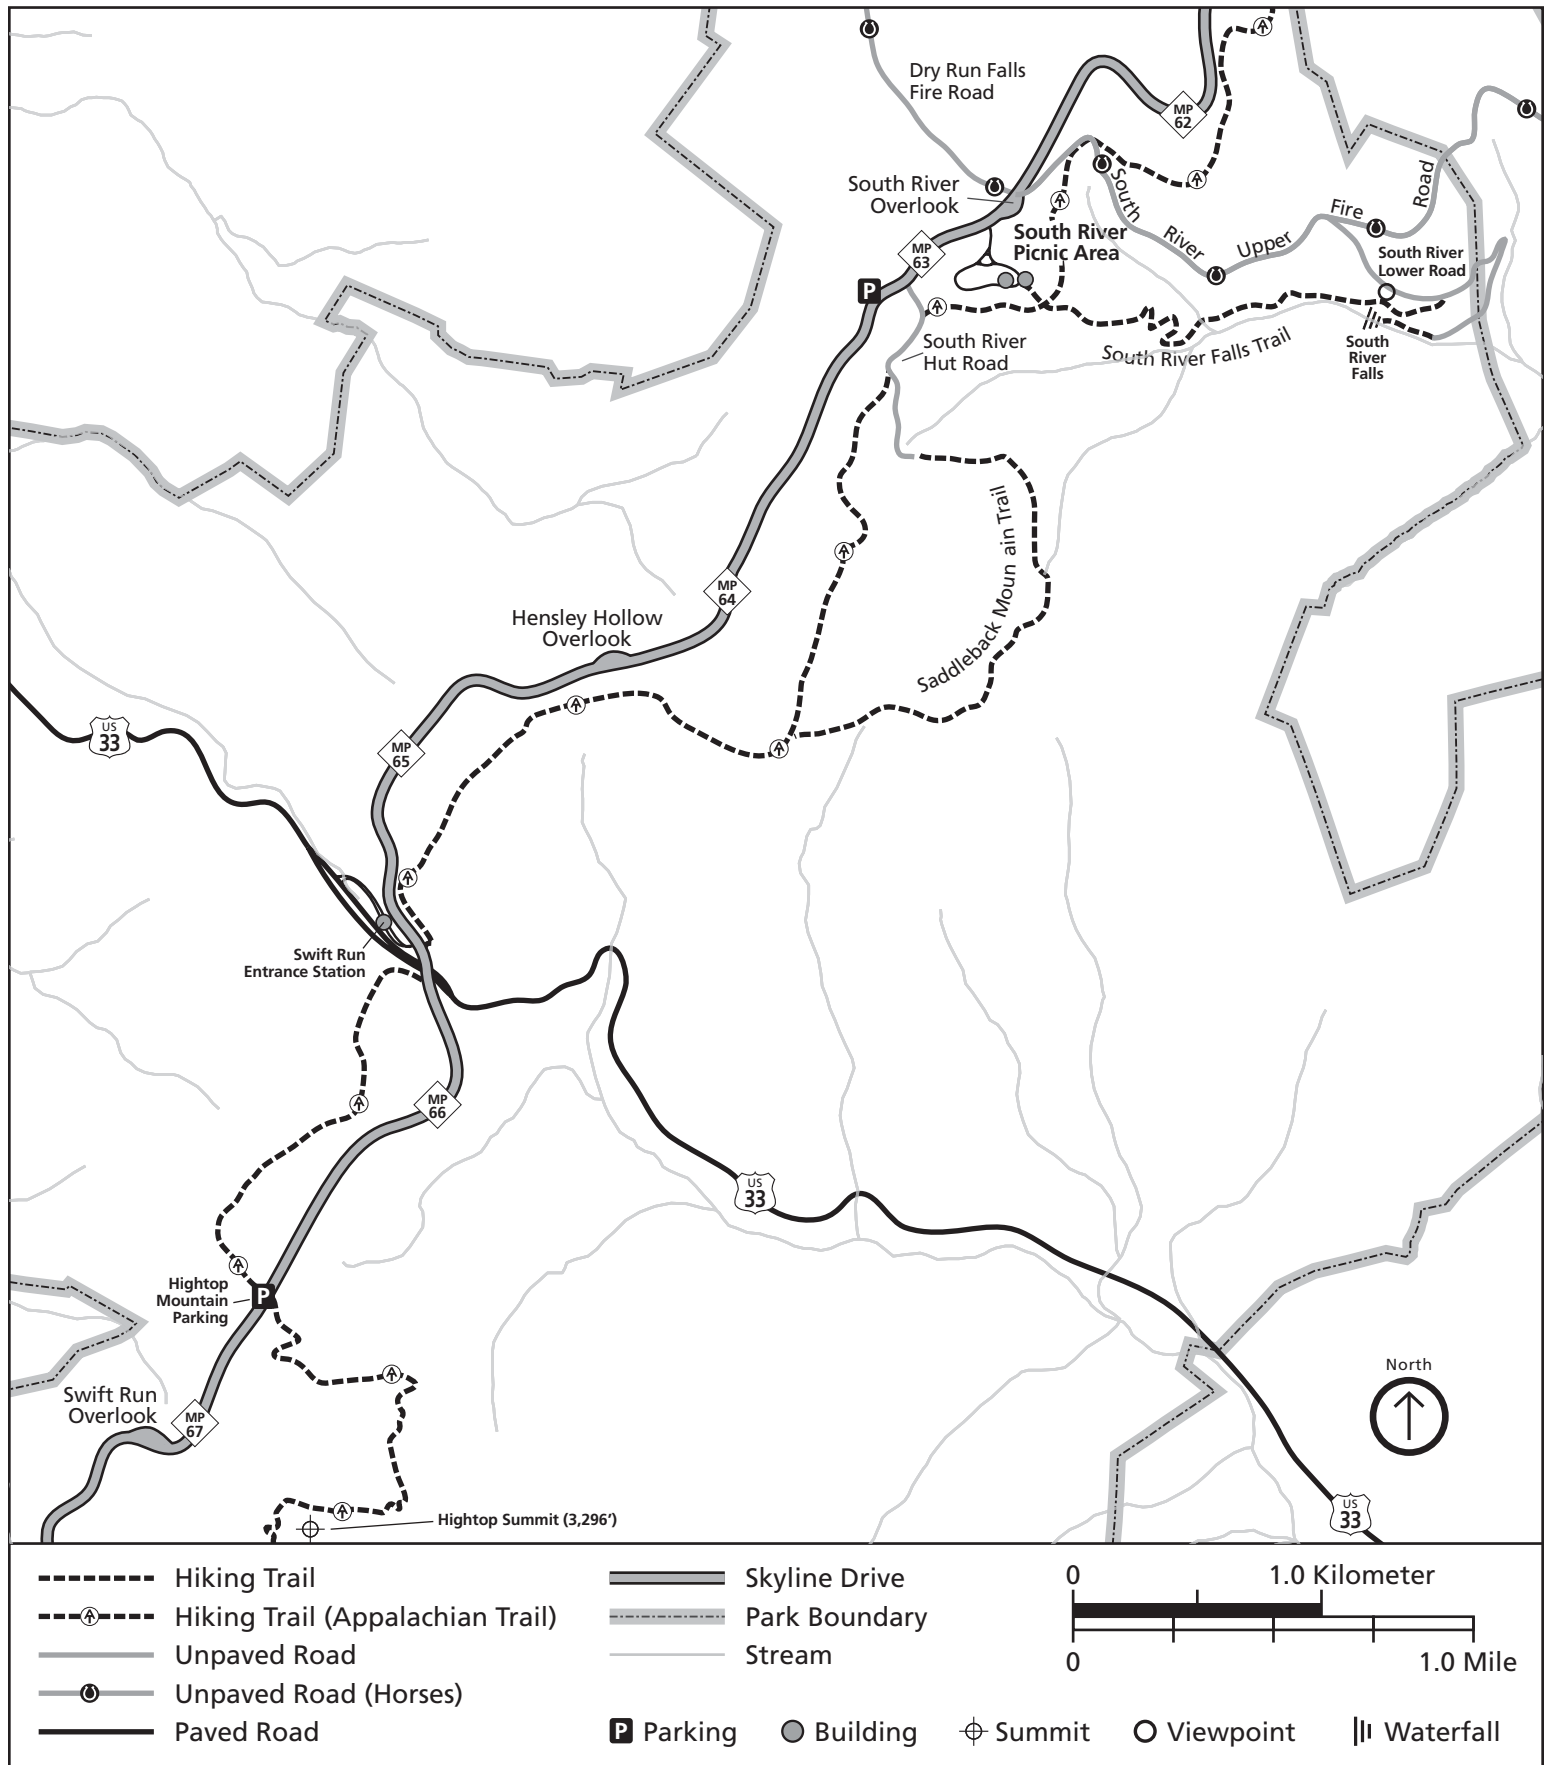 MP
62
Dry Run Falls
Fire Road
South River
Overlook
South River
Picnic Area
South River Upper Fire Road
South River
Lower Road
MP
63
P
South River
Hut Road
South River Falls Trail
South
River
Falls
Saddleback Moun ain Trail
MP
64
Hensley Hollow
Overlook
US
33
MP
65
Swift Run
Entrance Station
MP
66
US
33
Hightop
Mountain
Parking
P
Swift Run
Overlook
MP
67
North
US
33
Hightop Summit (3,296')
Hiking Trail
Hiking Trail (Appalachian Trail)
Unpaved Road
Unpaved Road (Horses)
Paved Road
Skyline Drive
Park Boundary
Stream
0 1.0 Kilometer
0 1.0 Mile
P Parking
Building
Summit
Viewpoint
Waterfall